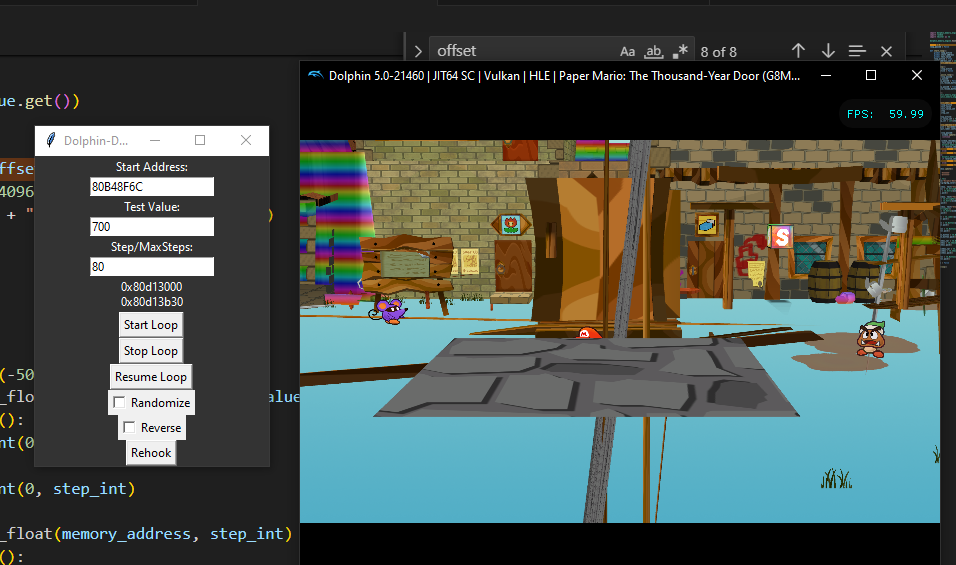 offset
Aa ab .* 8 of 8
Dolphin 5.0-21460 | JIT64 SC | Vulkan | HLE | Paper Mario: The Thousand-Year Door (G8M...
ue.get())
FPS: 59.99
Dolphin-D...
Start Address:
ffse
80B48F6C
4096
Test Value:
+ "
)
700
Step/MaxSteps:
80
0x80d13000
0x80d13b30
S
Start Loop
M
Stop Loop
(-50
Resume Loop
_floa
alue
Randomize
():
Reverse
nt(0
Rehook
nt(0, step_int)
_float(memory_address, step_int)
():